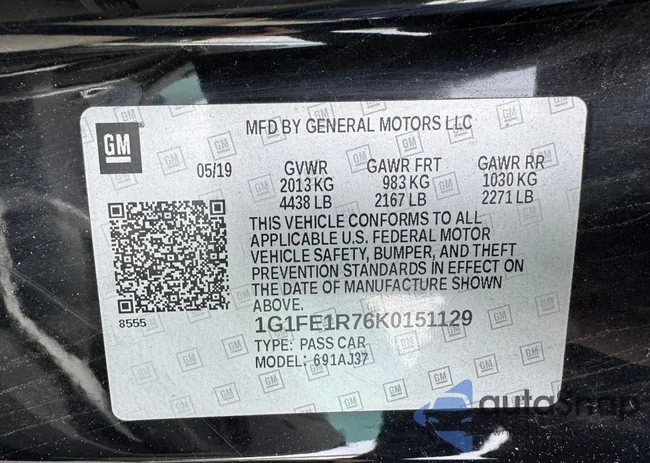 GM
MFD BY GENERAL MOTORS LLC
05/19 GVWR GAWR FRT GAWR RR
2013 KG 983 KG 1030 KG
4438 LB 2167 LB 2271 LB
THIS VEHICLE CONFORMS TO ALL
APPLICABLE U.S. FEDERAL MOTOR
VEHICLE SAFETY, BUMPER, AND THEFT
PREVENTION STANDARDS IN EFFECT ON
THE DATE OF MANUFACTURE SHOWN
ABOVE.
8555
1G1FE1R76K0151129
TYPE: PASS CAR
MODEL: 691AJ37
autosnap